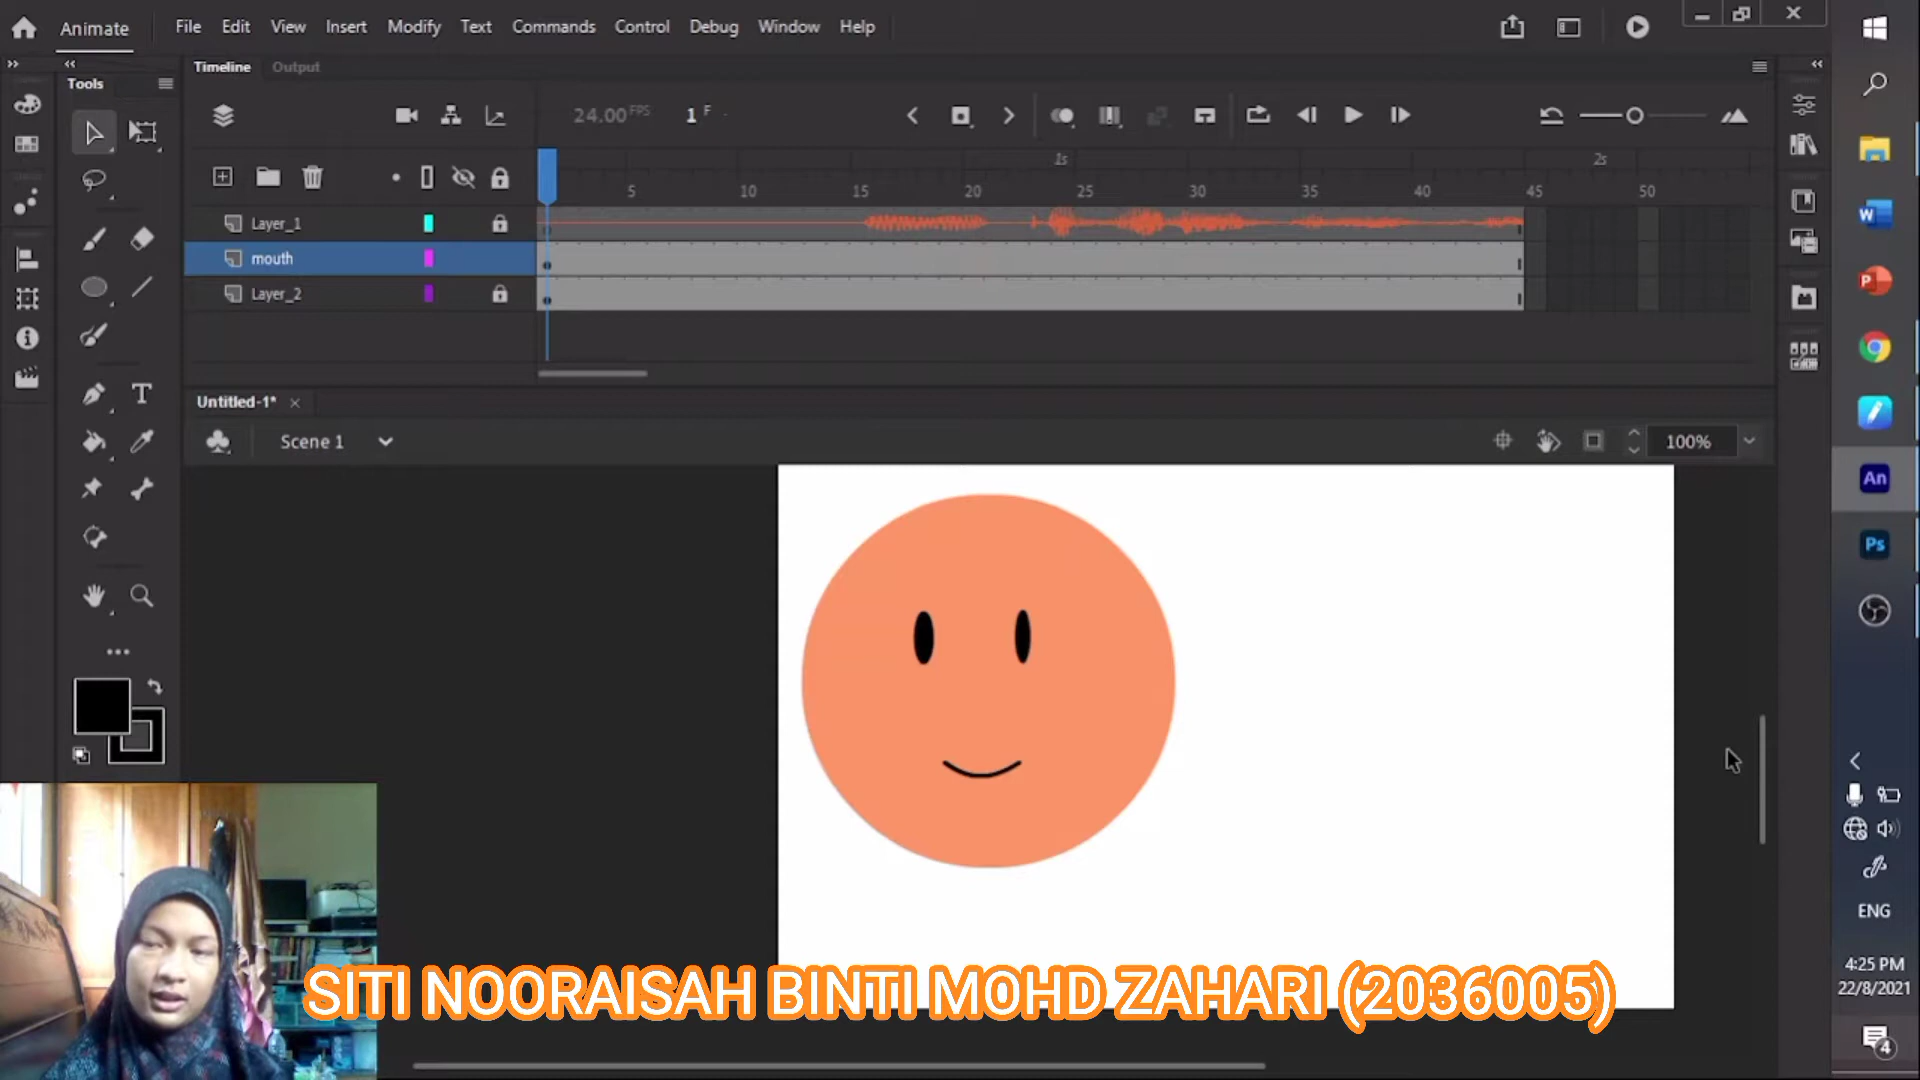 Animate File Edit View Insert Modify Text Commands Control Debug Window Help
Tools Timeline Output
24.00 FPS 1 F
1s 2s
5 10 15 20 25 30 35 40 45 50
Layer_1
mouth
Layer_2
T
Untitled-1* ×
Scene 1 100%
W
P
An
Ps
ENG
4:25 PM
22/8/2021
4
SITI NOORAISAH BINTI MOHD ZAHARI (2036005)